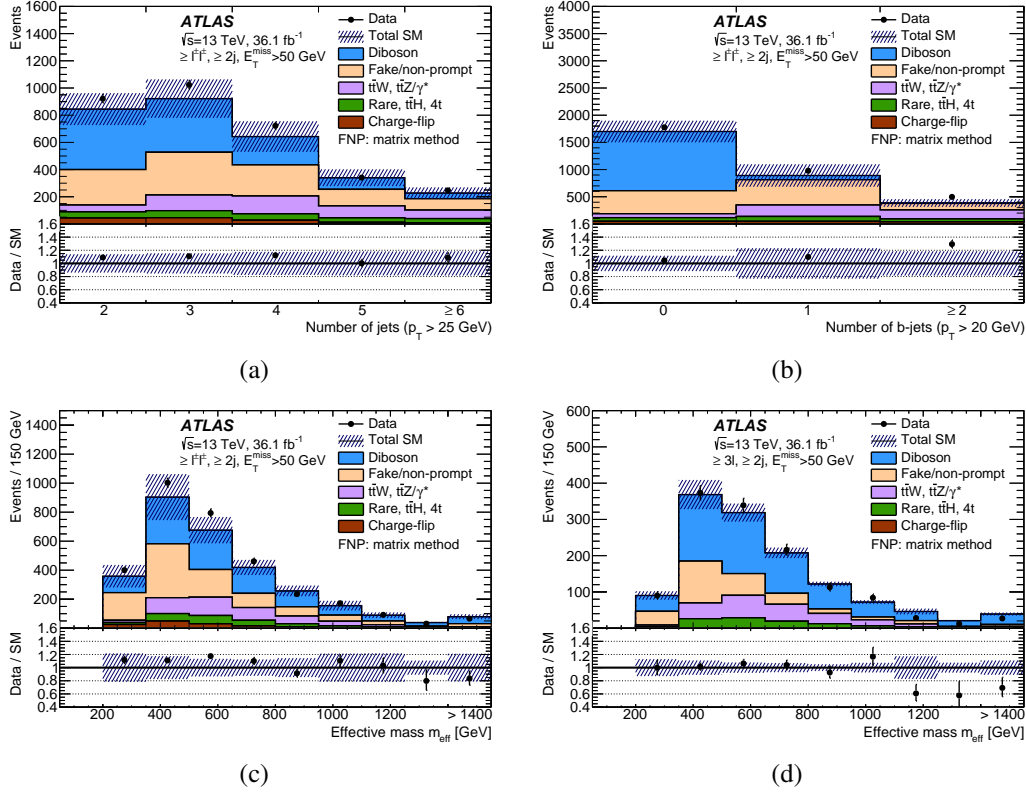 Events
1600
1400
1200
1000
800
600
400
200
ATLAS
√s=13 TeV, 36.1 fb⁻¹
≥ l±l±, ≥ 2j, E_T^miss>50 GeV
Data
Total SM
Diboson
Fake/non-prompt
tt̄W, tt̄Z/γ*
Rare, tt̄H, 4t
Charge-flip
FNP: matrix method
Data / SM
1.6
1.4
1.2
1
0.8
0.6
0.4
2 3 4 5 ≥ 6
Number of jets (p_T > 25 GeV)
(a)
Events
4000
3500
3000
2500
2000
1500
1000
500
ATLAS
√s=13 TeV, 36.1 fb⁻¹
≥ l±l±, ≥ 2j, E_T^miss>50 GeV
Data
Total SM
Diboson
Fake/non-prompt
tt̄W, tt̄Z/γ*
Rare, tt̄H, 4t
Charge-flip
FNP: matrix method
Data / SM
1.6
1.4
1.2
1
0.8
0.6
0.4
0 1 ≥ 2
Number of b-jets (p_T > 20 GeV)
(b)
Events / 150 GeV
1400
1200
1000
800
600
400
200
ATLAS
√s=13 TeV, 36.1 fb⁻¹
≥ l±l±, ≥ 2j, E_T^miss>50 GeV
Data
Total SM
Diboson
Fake/non-prompt
tt̄W, tt̄Z/γ*
Rare, tt̄H, 4t
Charge-flip
FNP: matrix method
Data / SM
1.6
1.4
1.2
1
0.8
0.6
0.4
200 400 600 800 1000 1200 > 1400
Effective mass m_eff [GeV]
(c)
Events / 150 GeV
600
500
400
300
200
100
ATLAS
√s=13 TeV, 36.1 fb⁻¹
≥ 3l, ≥ 2j, E_T^miss>50 GeV
Data
Total SM
Diboson
Fake/non-prompt
tt̄W, tt̄Z/γ*
Rare, tt̄H, 4t
Charge-flip
FNP: matrix method
Data / SM
1.6
1.4
1.2
1
0.8
0.6
0.4
200 400 600 800 1000 1200 > 1400
Effective mass m_eff [GeV]
(d)